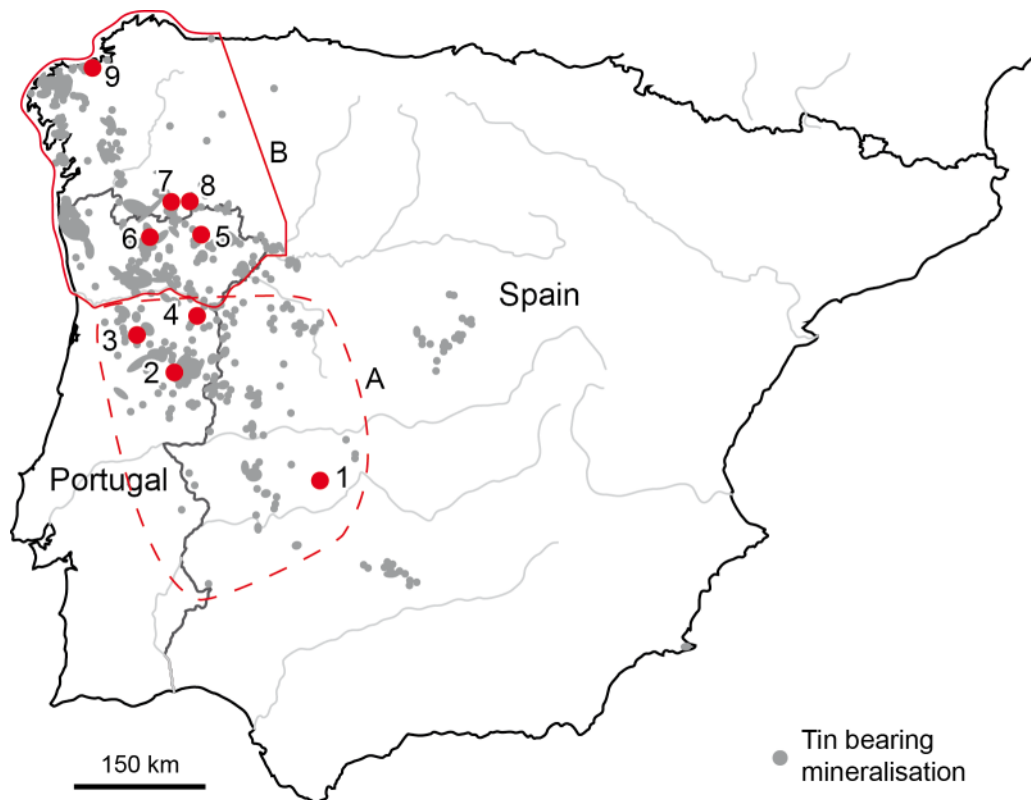 9
B
7
8
6
5
Spain
4
3
2
A
Portugal
1
150 km
Tin bearing
mineralisation